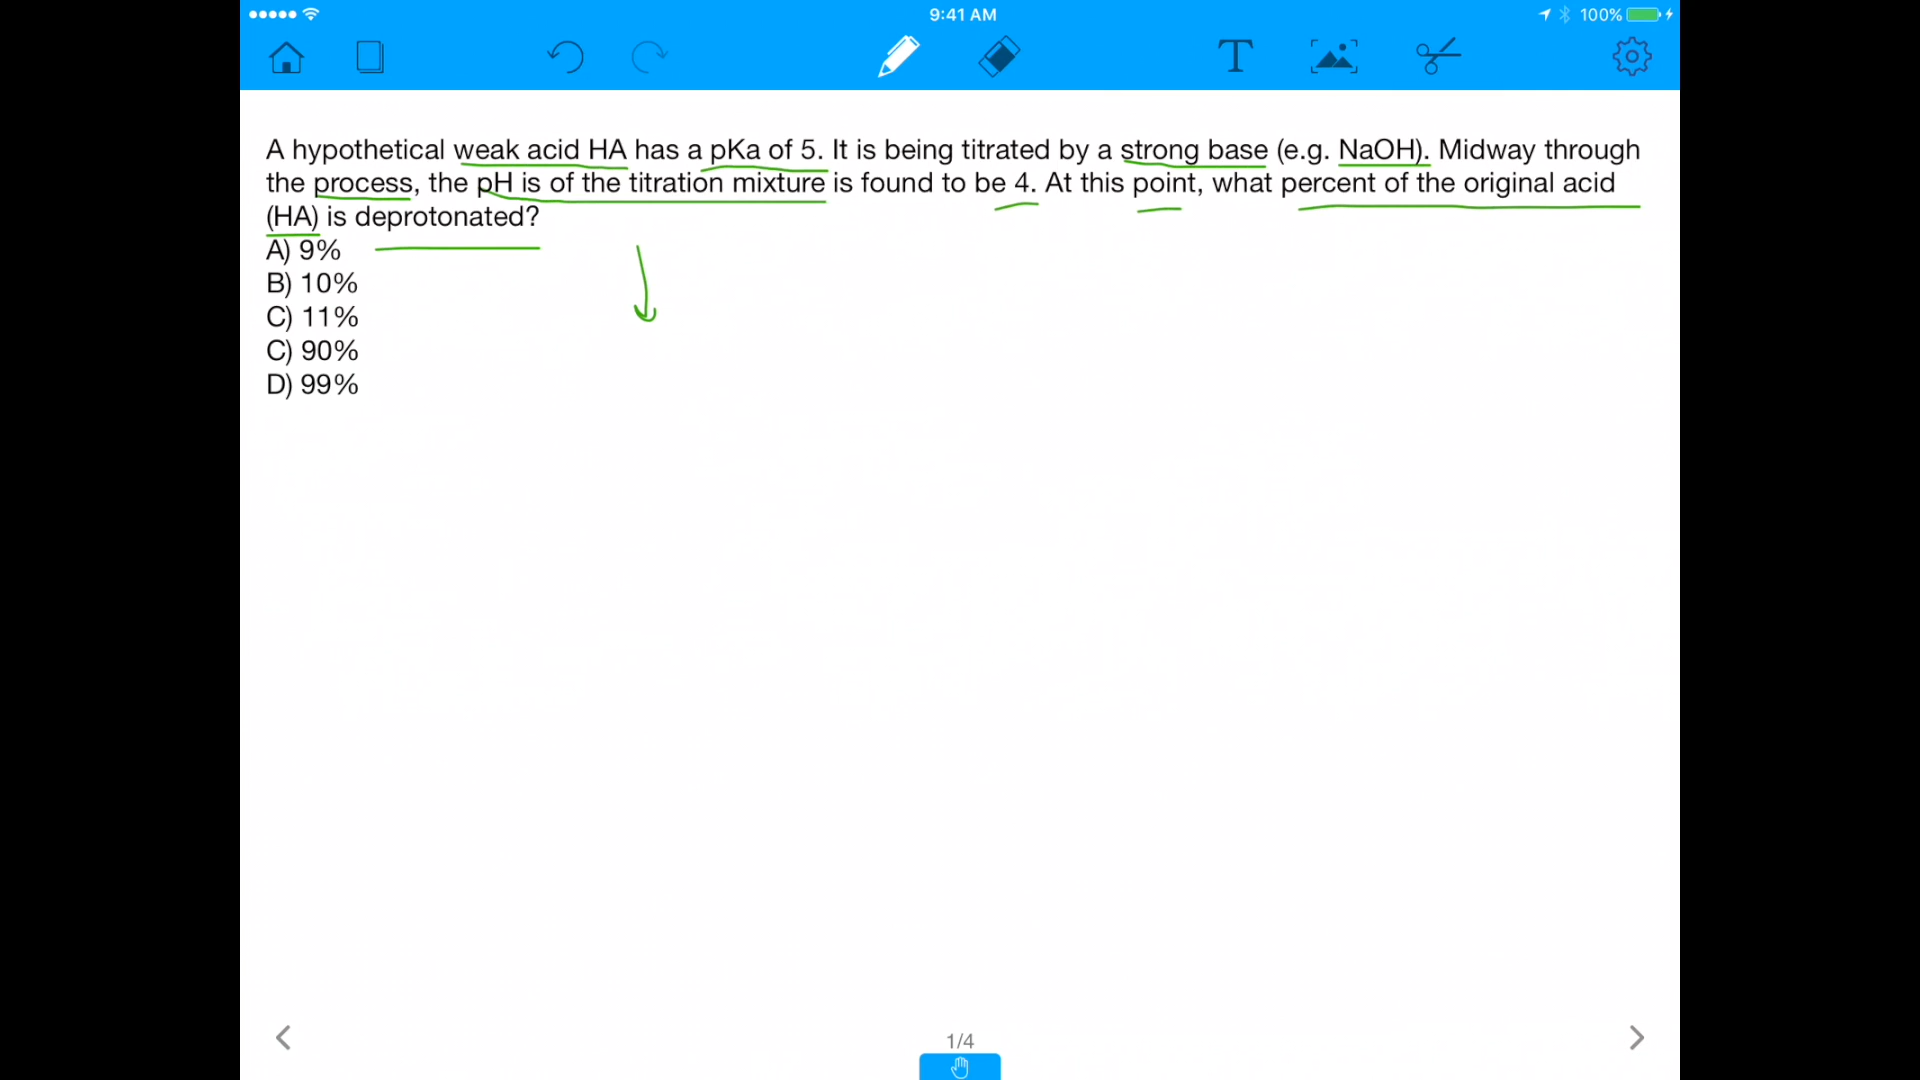 9:41 AM
100%
T
A hypothetical weak acid HA has a pKa of 5. It is being titrated by a strong base (e.g. NaOH). Midway through
the process, the pH is of the titration mixture is found to be 4. At this point, what percent of the original acid
(HA) is deprotonated?
A) 9%
B) 10%
C) 11%
C) 90%
D) 99%
1/4